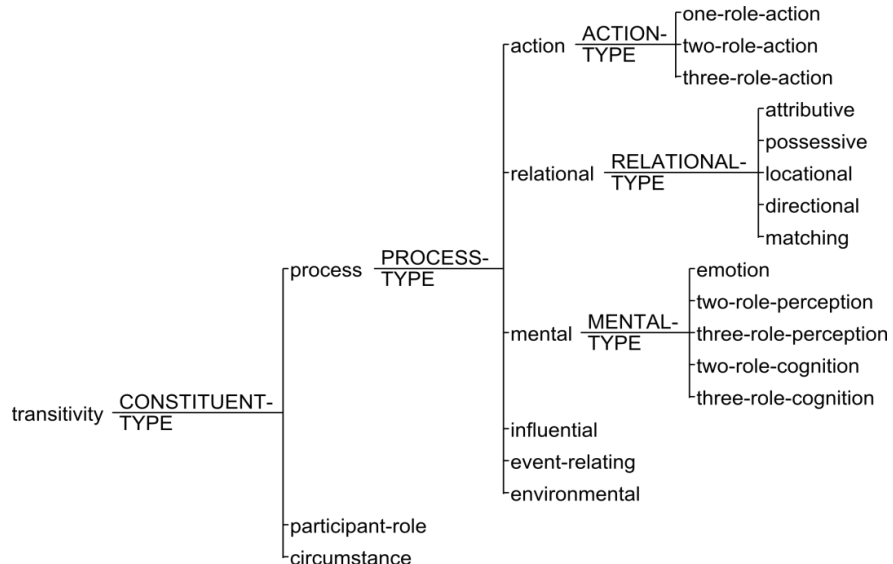 one-role-action
action ACTION-TYPE two-role-action
three-role-action
attributive
possessive
relational RELATIONAL-TYPE locational
directional
matching
process PROCESS-TYPE emotion
two-role-perception
mental MENTAL-TYPE three-role-perception
two-role-cognition
three-role-cognition
transitivity CONSTITUENT-TYPE
influential
event-relating
environmental
participant-role
circumstance